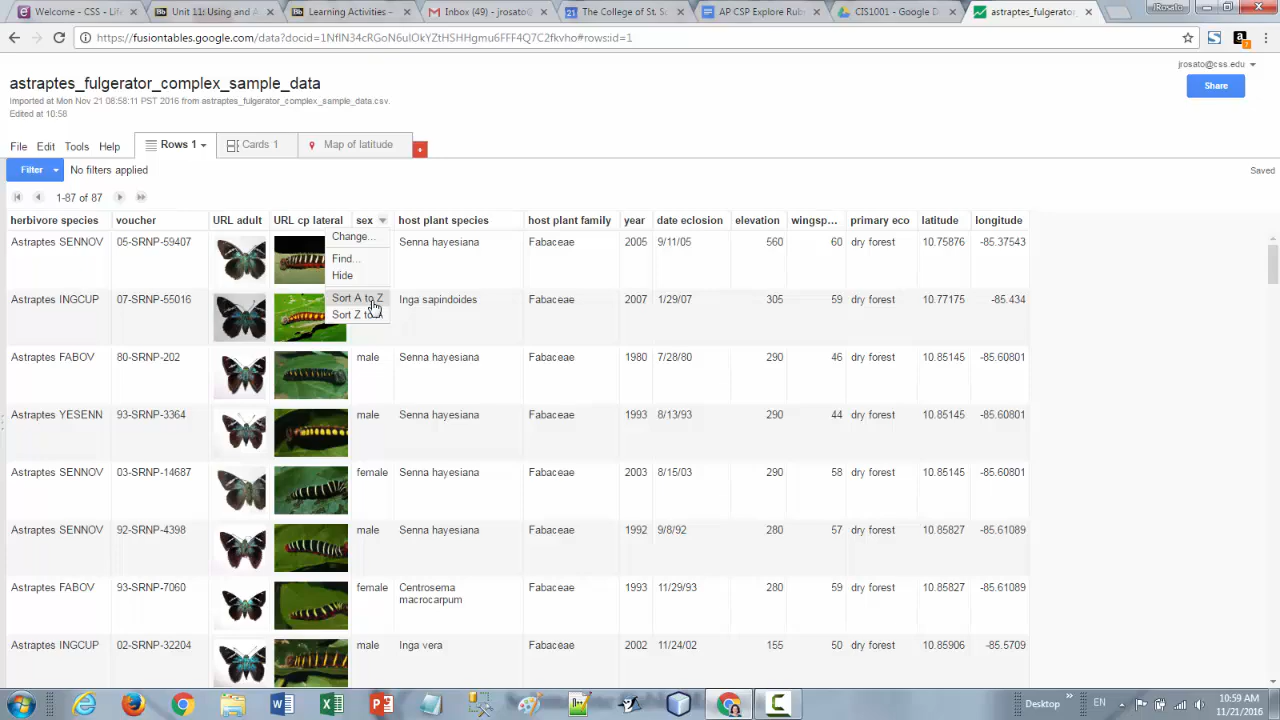 Welcome - CSS - Life
Unit 11: Using and A
Learning Activities –
Inbox (49) - jrosato@c
The College of St. Sc
AP CSP Explore Rubr
CIS1001 - Google D
astraptes_fulgerator_
jRosato
https://fusiontables.google.com/data?docid=1NflN34cRGoN6uIOkYZtHSHHgmu6FFF4Q7C2fkvho#rows:id=1
jrosato@css.edu
astraptes_fulgerator_complex_sample_data
Share
Imported at Mon Nov 21 08:58:11 PST 2016 from astraptes_fulgerator_complex_sample_data.csv.
Edited at 10:58
File Edit Tools Help
Rows 1
Cards 1
Map of latitude
+
Filter No filters applied
Saved
1-87 of 87
herbivore species voucher URL adult URL cp lateral sex host plant species host plant family year date eclosion elevation wingsp... primary eco latitude longitude
Astraptes SENNOV 05-SRNP-59407 Senna hayesiana Fabaceae 2005 9/11/05 560 60 dry forest 10.75876 -85.37543
Change...
Find...
Hide
Sort A to Z
Sort Z to
Astraptes INGCUP 07-SRNP-55016 Inga sapindoides Fabaceae 2007 1/29/07 305 59 dry forest 10.77175 -85.434
Astraptes FABOV 80-SRNP-202 male Senna hayesiana Fabaceae 1980 7/28/80 290 46 dry forest 10.85145 -85.60801
Astraptes YESENN 93-SRNP-3364 male Senna hayesiana Fabaceae 1993 8/13/93 290 44 dry forest 10.85145 -85.60801
Astraptes SENNOV 03-SRNP-14687 female Senna hayesiana Fabaceae 2003 8/15/03 290 58 dry forest 10.85145 -85.60801
Astraptes SENNOV 92-SRNP-4398 male Senna hayesiana Fabaceae 1992 9/8/92 280 57 dry forest 10.85827 -85.61089
Astraptes FABOV 93-SRNP-7060 female Centrosema macrocarpum Fabaceae 1993 11/29/93 280 59 dry forest 10.85827 -85.61089
Astraptes INGCUP 02-SRNP-32204 Inga vera Fabaceae 2002 11/24/02 155 50 dry forest 10.85906 -85.5709
Desktop
EN
10:59 AM
11/21/2016